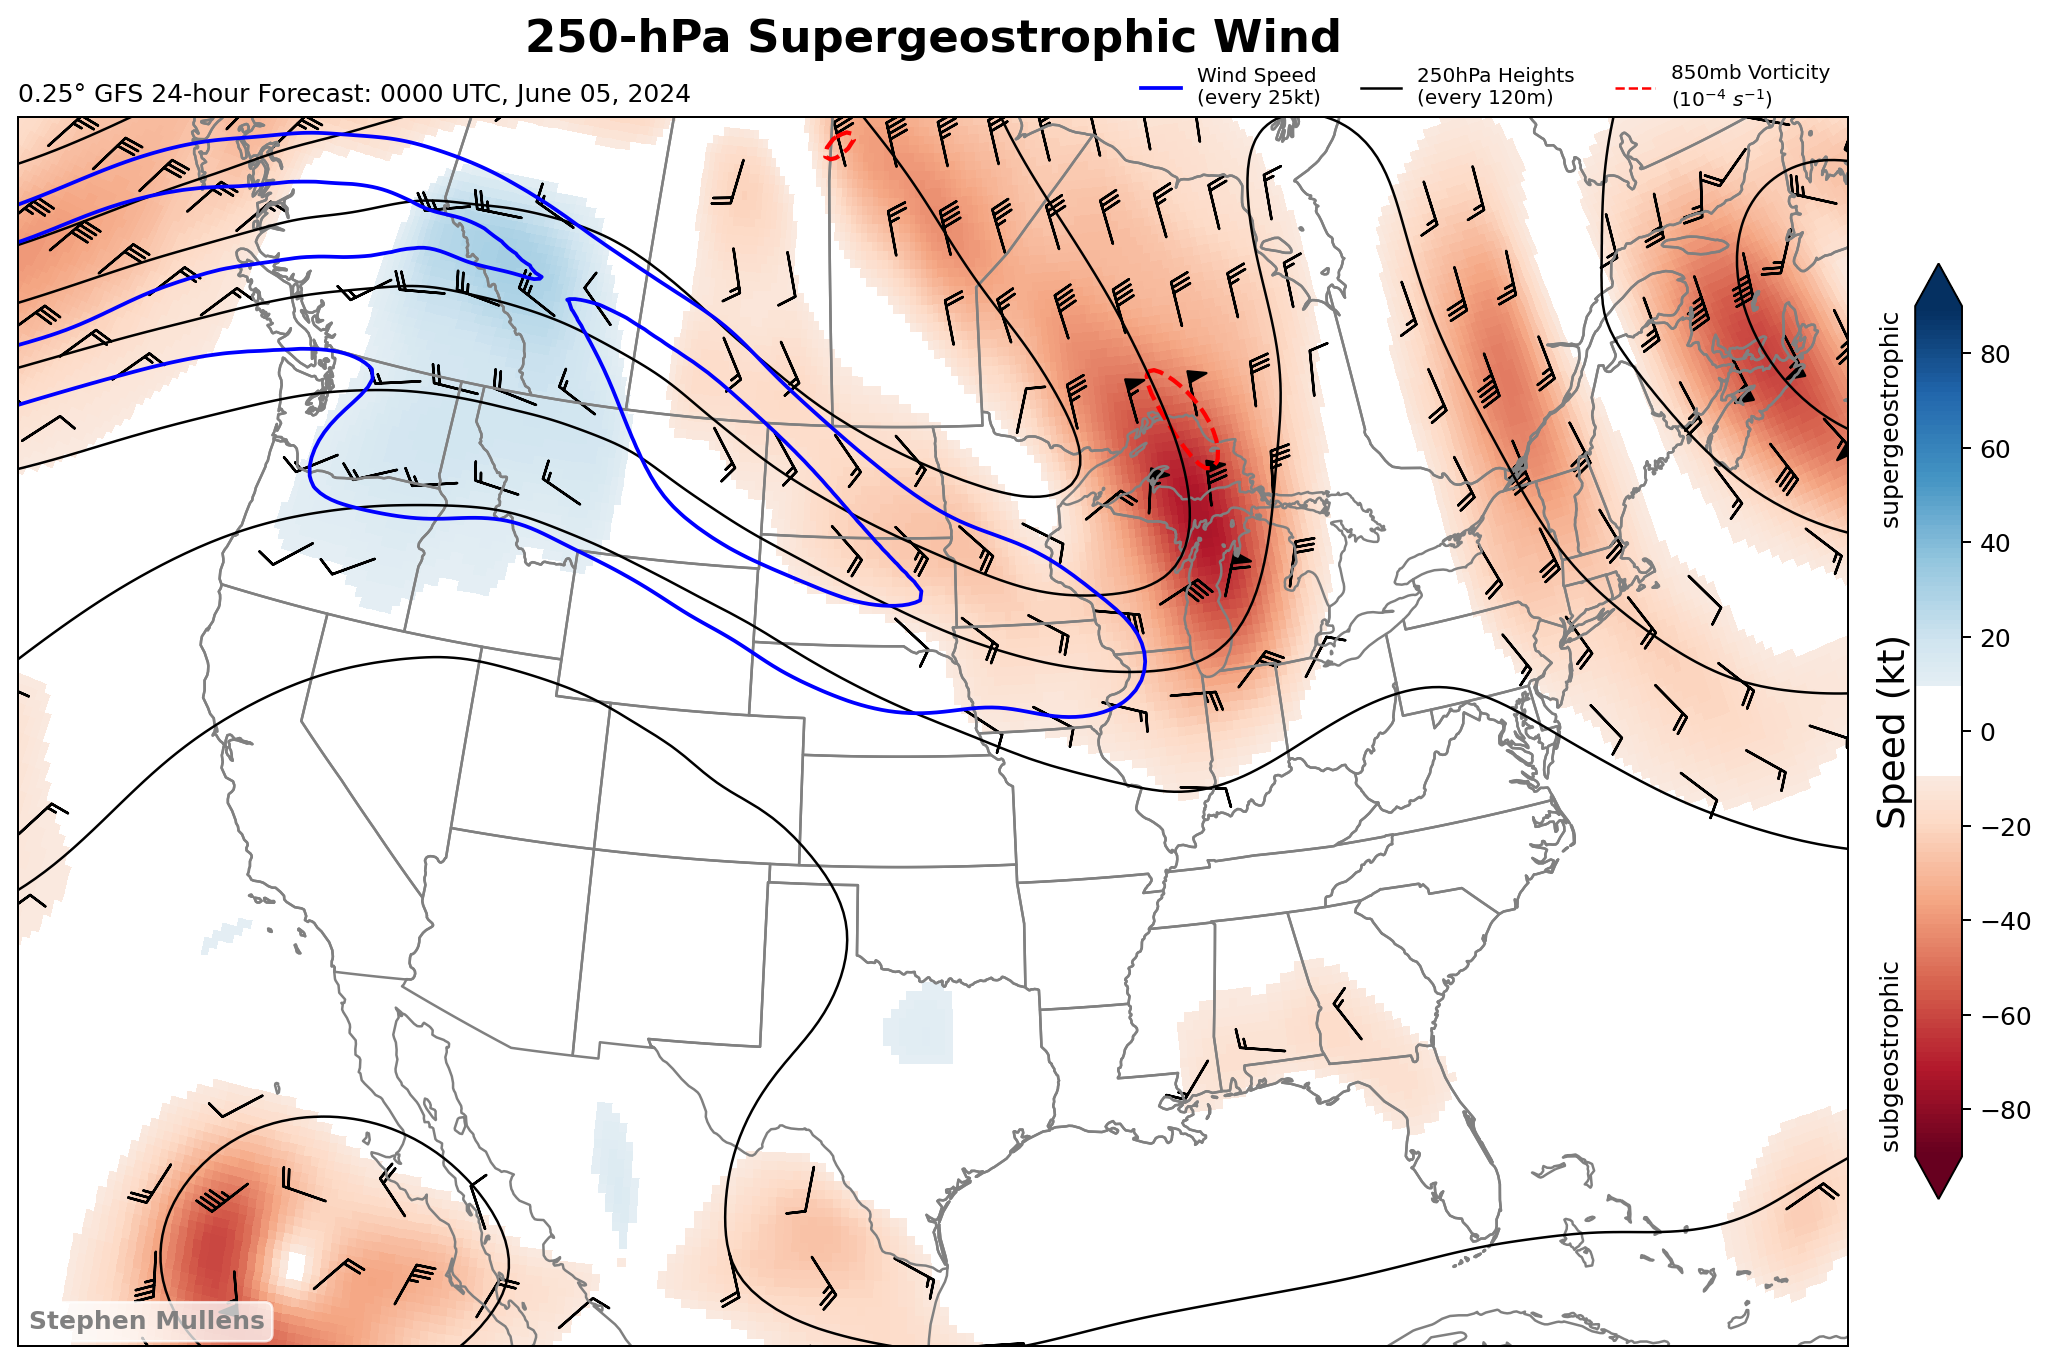 250-hPa Supergeostrophic Wind
0.25° GFS 24-hour Forecast: 0000 UTC, June 05, 2024
Wind Speed
(every 25kt)
250hPa Heights
(every 120m)
850mb Vorticity
(10⁻⁴ s⁻¹)
supergeostrophic
Speed (kt)
subgeostrophic
80
60
40
20
0
−20
−40
−60
−80
Stephen Mullens